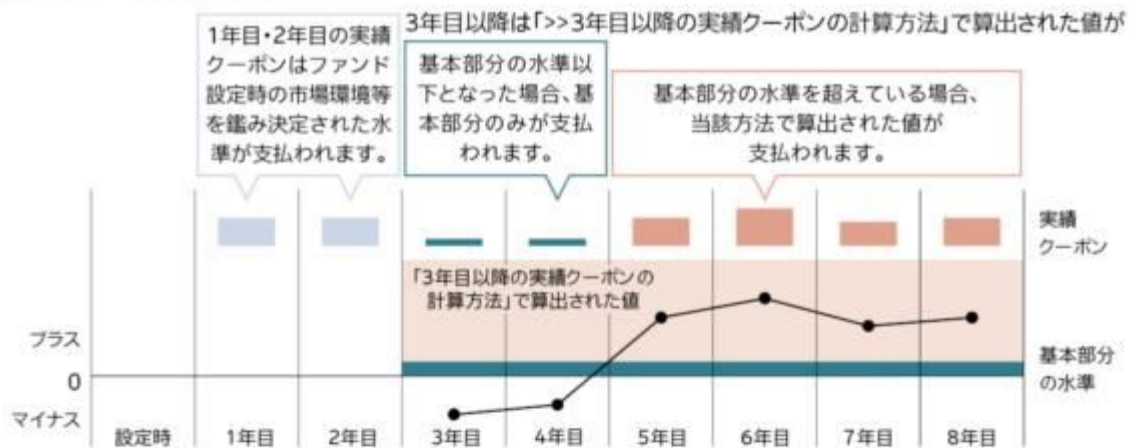 3年目以降は「>>3年目以降の実績クーポンの計算方法」で算出された値が
1年目・2年目の実績
クーポンはファンド
設定時の市場環境等
を鑑み決定された水
準が支払われます。
基本部分の水準以
下となった場合、基
本部分のみが支払
われます。
基本部分の水準を超えている場合、
当該方法で算出された値が
支払われます。
実績
クーポン
「3年目以降の実績クーポンの
計算方法」で算出された値
プラス
0
マイナス
基本部分
の水準
設定時
1年目
2年目
3年目
4年目
5年目
6年目
7年目
8年目